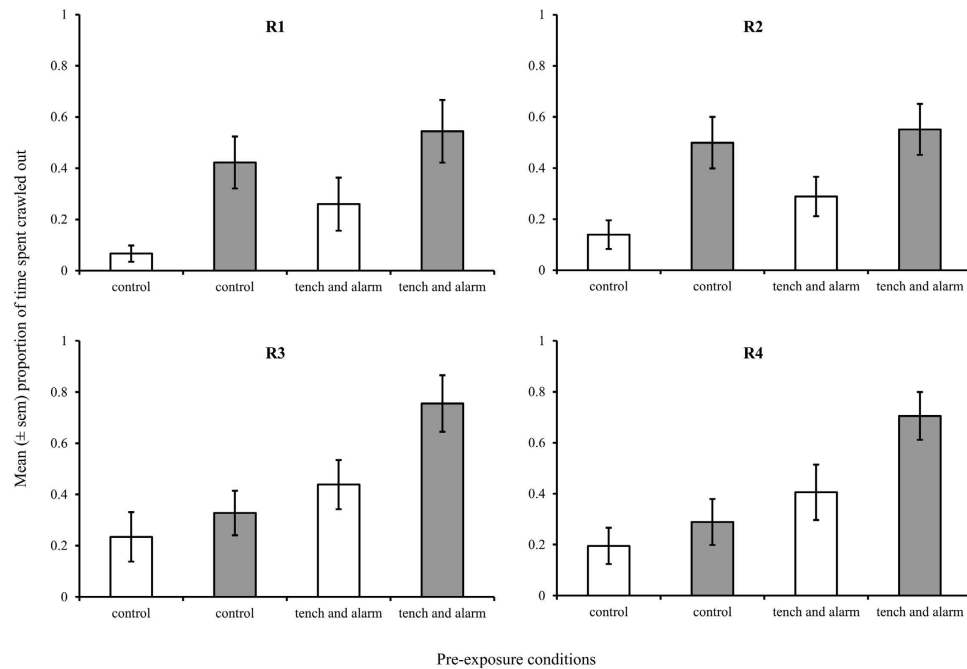 Mean (± sem) proportion of time spent crawled out
R1
1
0.8
0.6
0.4
0.2
0
control control tench and alarm tench and alarm
R2
1
0.8
0.6
0.4
0.2
0
control control tench and alarm tench and alarm
R3
1
0.8
0.6
0.4
0.2
0
control control tench and alarm tench and alarm
R4
1
0.8
0.6
0.4
0.2
0
control control tench and alarm tench and alarm
Pre-exposure conditions